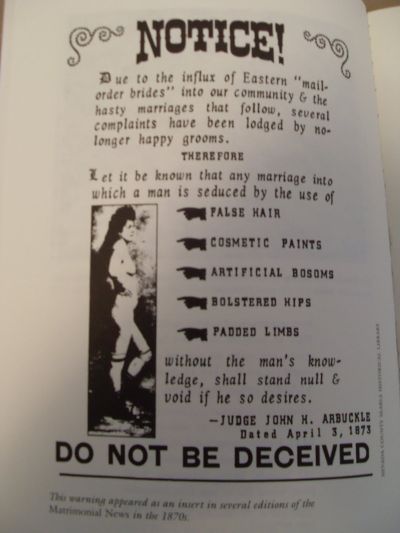 NOTICE!
Due to the influx of Eastern "mail-
order brides" into our community & the
hasty marriages that follow, several
complaints have been lodged by no-
longer happy grooms.
THEREFORE
Let it be known that any marriage into
which a man is seduced by the use of
FALSE HAIR
COSMETIC PAINTS
ARTIFICIAL BOSOMS
BOLSTERED HIPS
PADDED LIMBS
without the man's know-
ledge, shall stand null &
void if he so desires.
—JUDGE JOHN H. ARBUCKLE
Dated April 3, 1873
DO NOT BE DECEIVED
NEVADA COUNTY SEARLS HISTORICAL LIBRARY
This warning appeared as an insert in several editions of the
Matrimonial News in the 1870s.